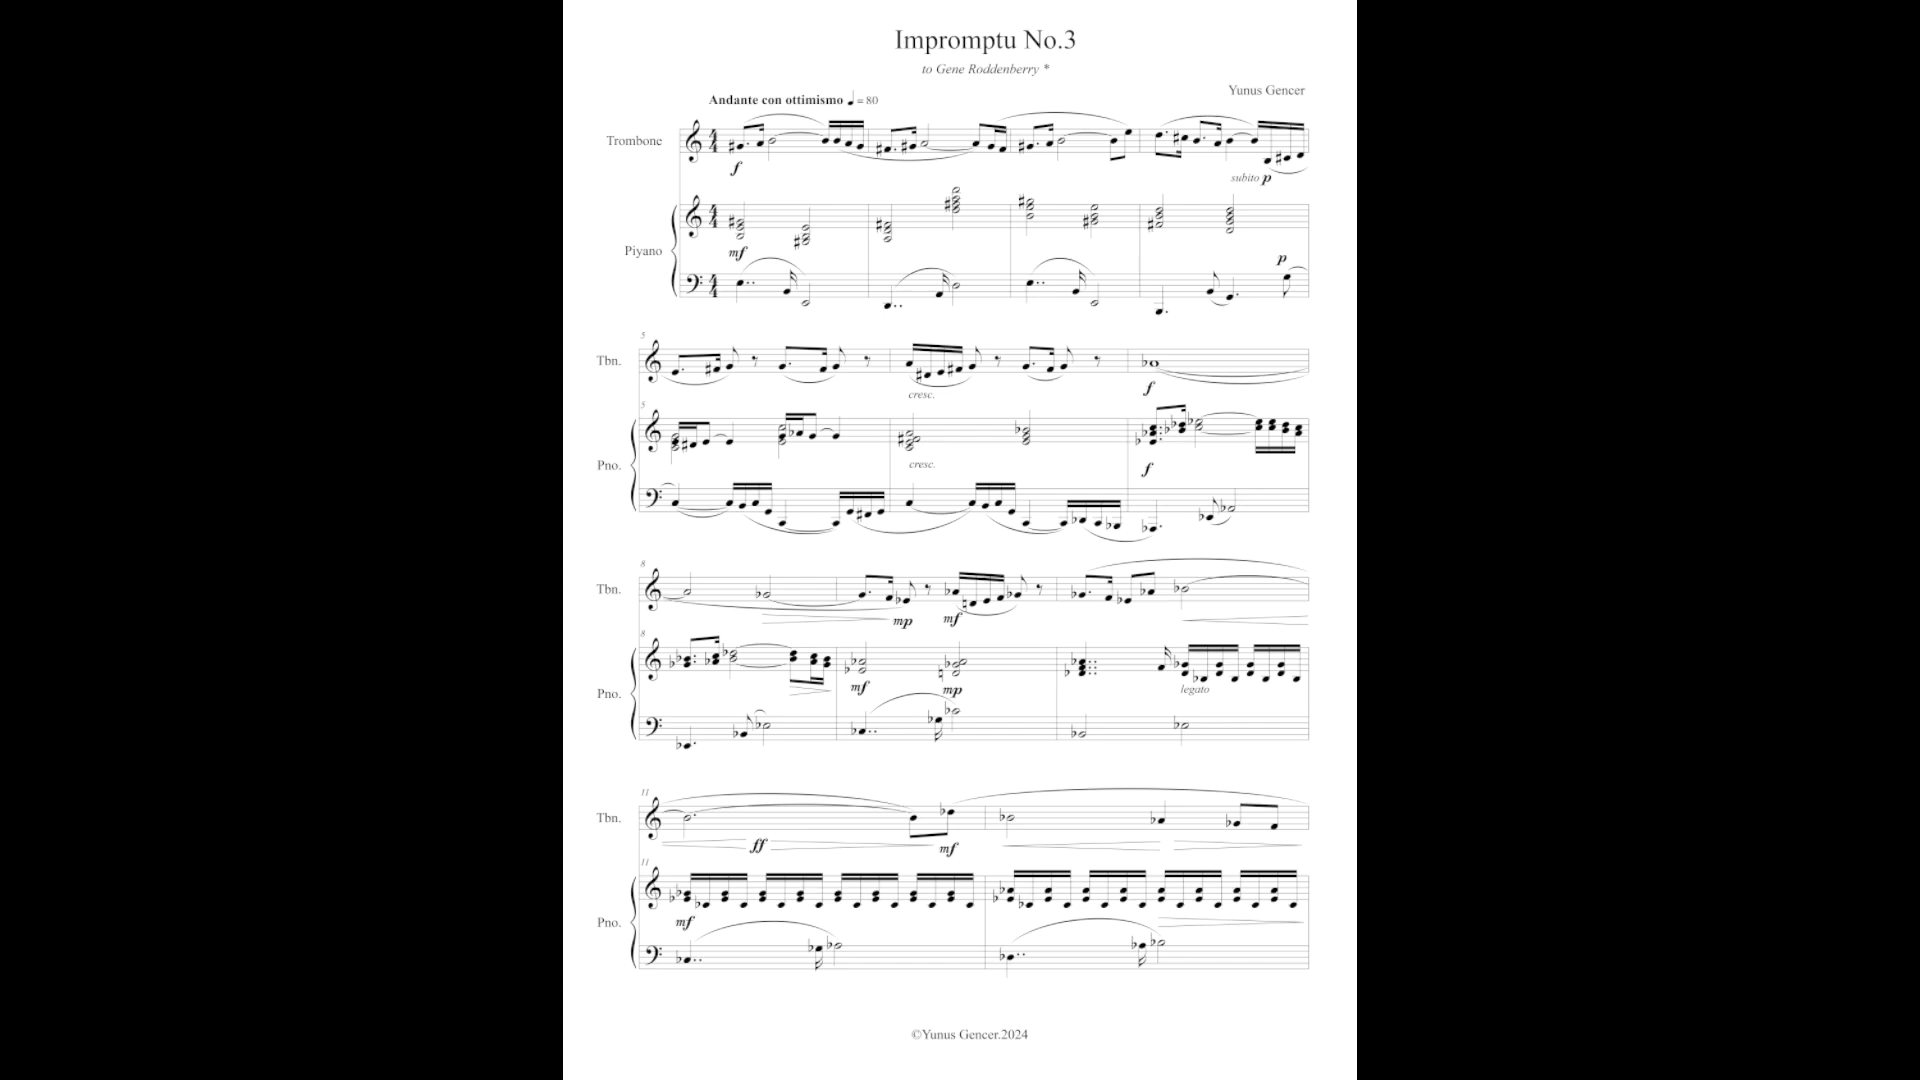 Impromptu No.3
to Gene Roddenberry *
Yunus Gencer
Andante con ottimismo ♩ = 80
Trombone
f
subito p
Piyano
mf
p
5
Tbn.
cresc.
f
5
Pno.
cresc.
f
8
Tbn.
mp
mf
8
Pno.
mf
mp
legato
11
Tbn.
ff
mf
11
Pno.
mf
©Yunus Gencer.2024